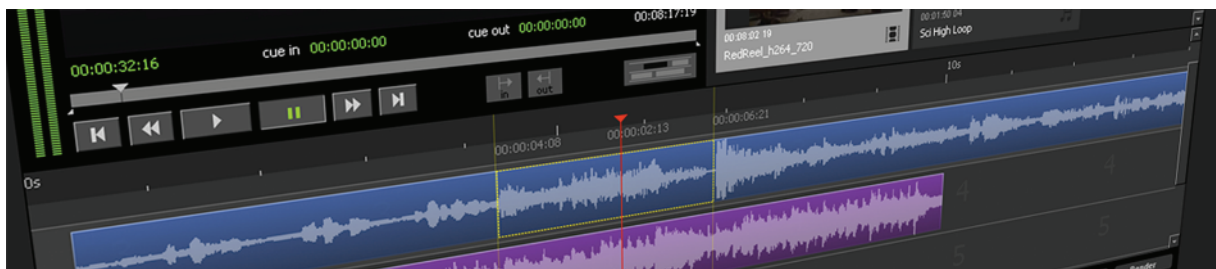 00:00:32:16
cue in 00:00:00:00
cue out 00:00:00:00
00:08:17:19
00:08:02 19
RedReel_h264_720
00:01:50 04
Sci High Loop
in
out
0s
10s
00:00:04:08
00:00:02:13
00:00:06:21
4
4
5
5
Render